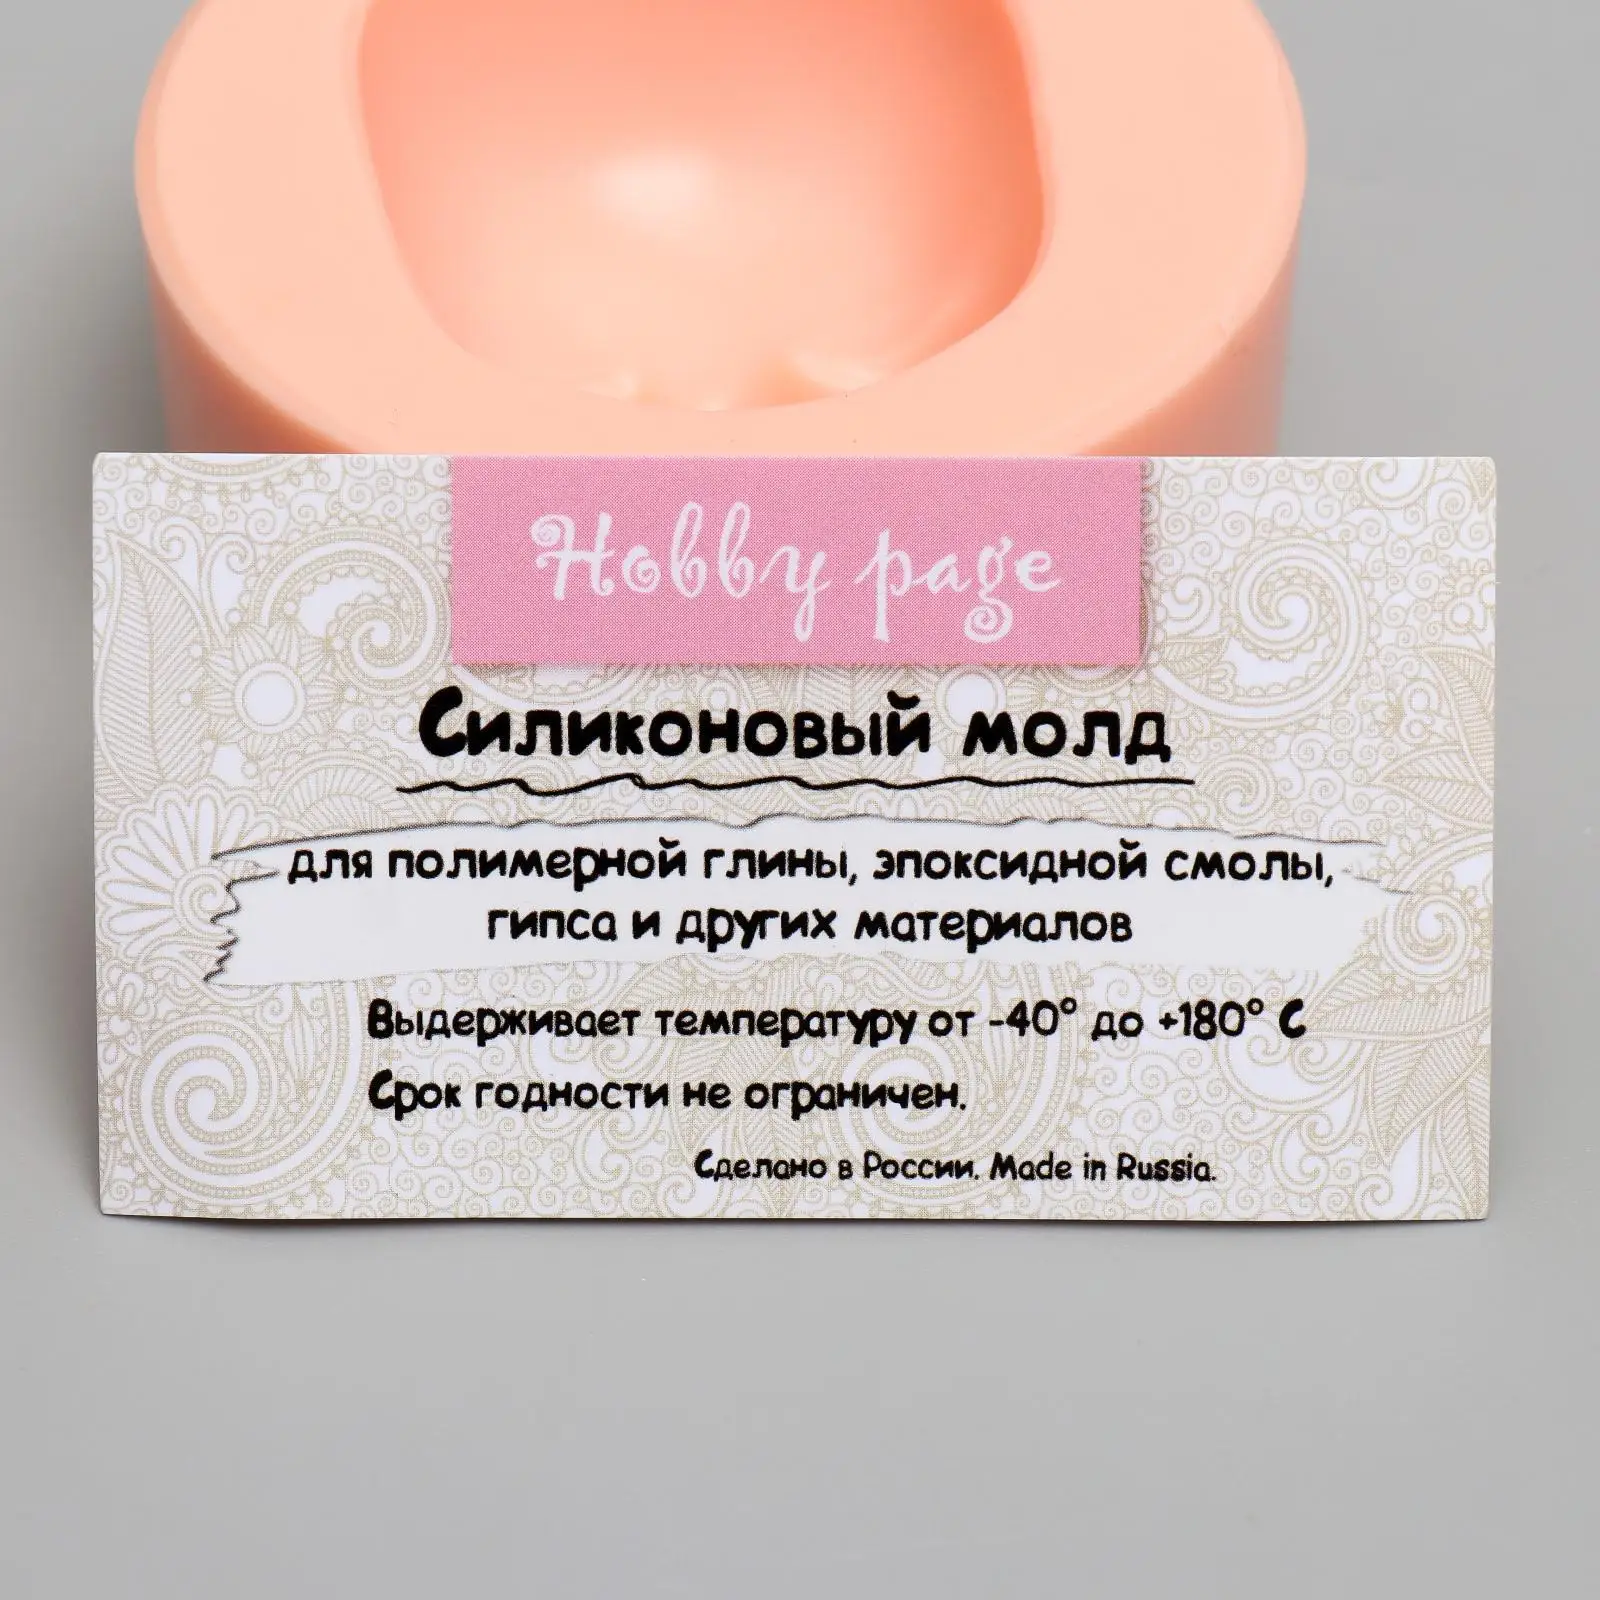 Hobby page
Силиконовый молд
для полимерной глины, эпоксидной смолы,
гипса и других материалов
Выдерживает температуру от -40° до +180° С
Срок годности не ограничен.
Сделано в России. Made in Russia.